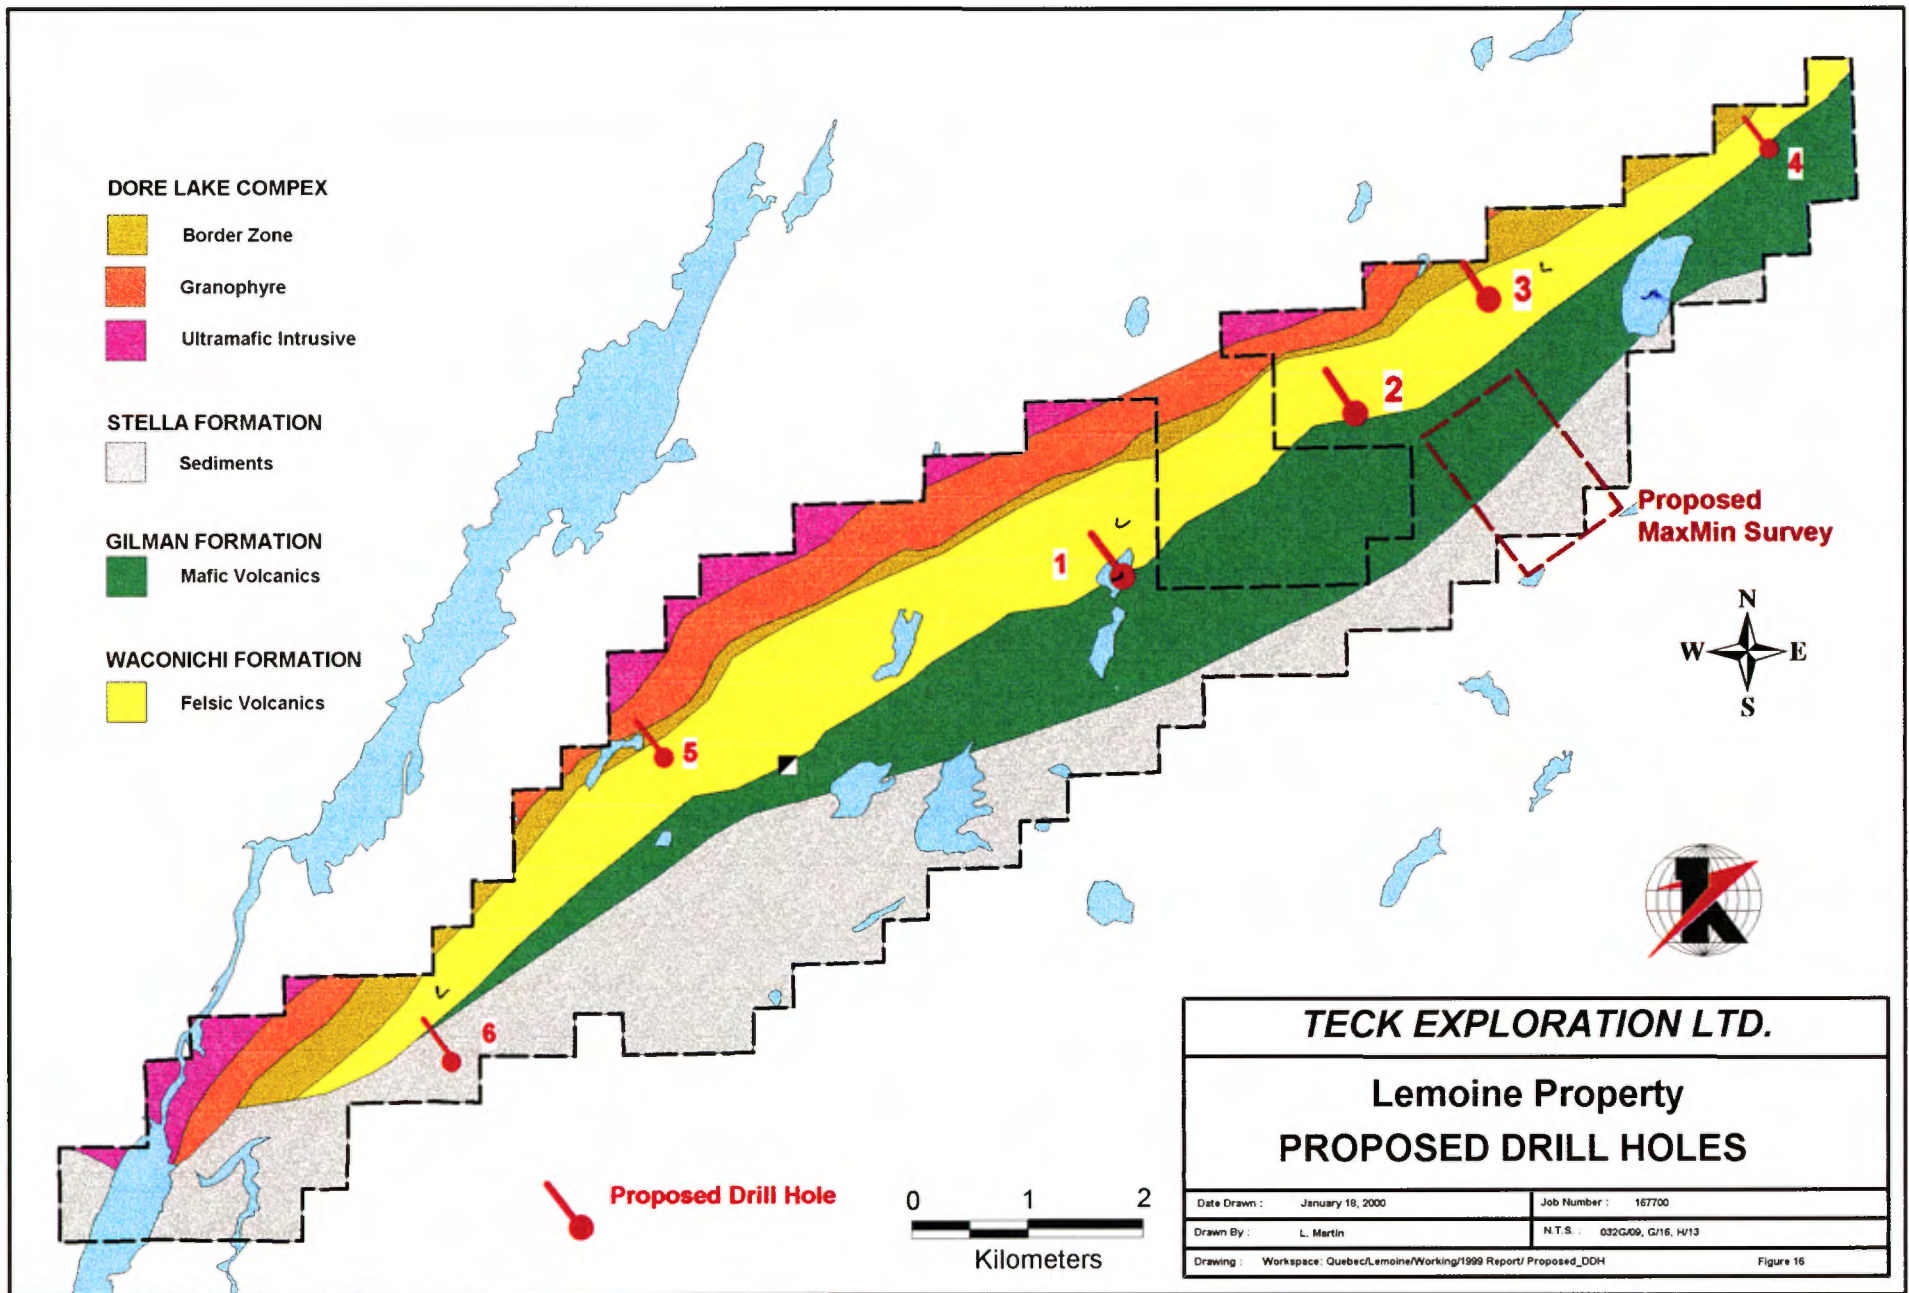 DORE LAKE COMPEX
Border Zone
Granophyre
Ultramafic Intrusive
STELLA FORMATION
Sediments
GILMAN FORMATION
Mafic Volcanics
WACONICHI FORMATION
Felsic Volcanics
4
3
2
1
5
6
Proposed
MaxMin Survey
N
W E
S
Proposed Drill Hole
0 1 2
Kilometers
TECK EXPLORATION LTD.
Lemoine Property
PROPOSED DRILL HOLES
Date Drawn : January 18, 2000 Job Number : 167700
Drawn By : L. Martin N.T.S. : 032G/09, G/16, H/13
Drawing : Workspace: Quebec/Lemoine/Working/1999 Report/ Proposed_DDH Figure 16